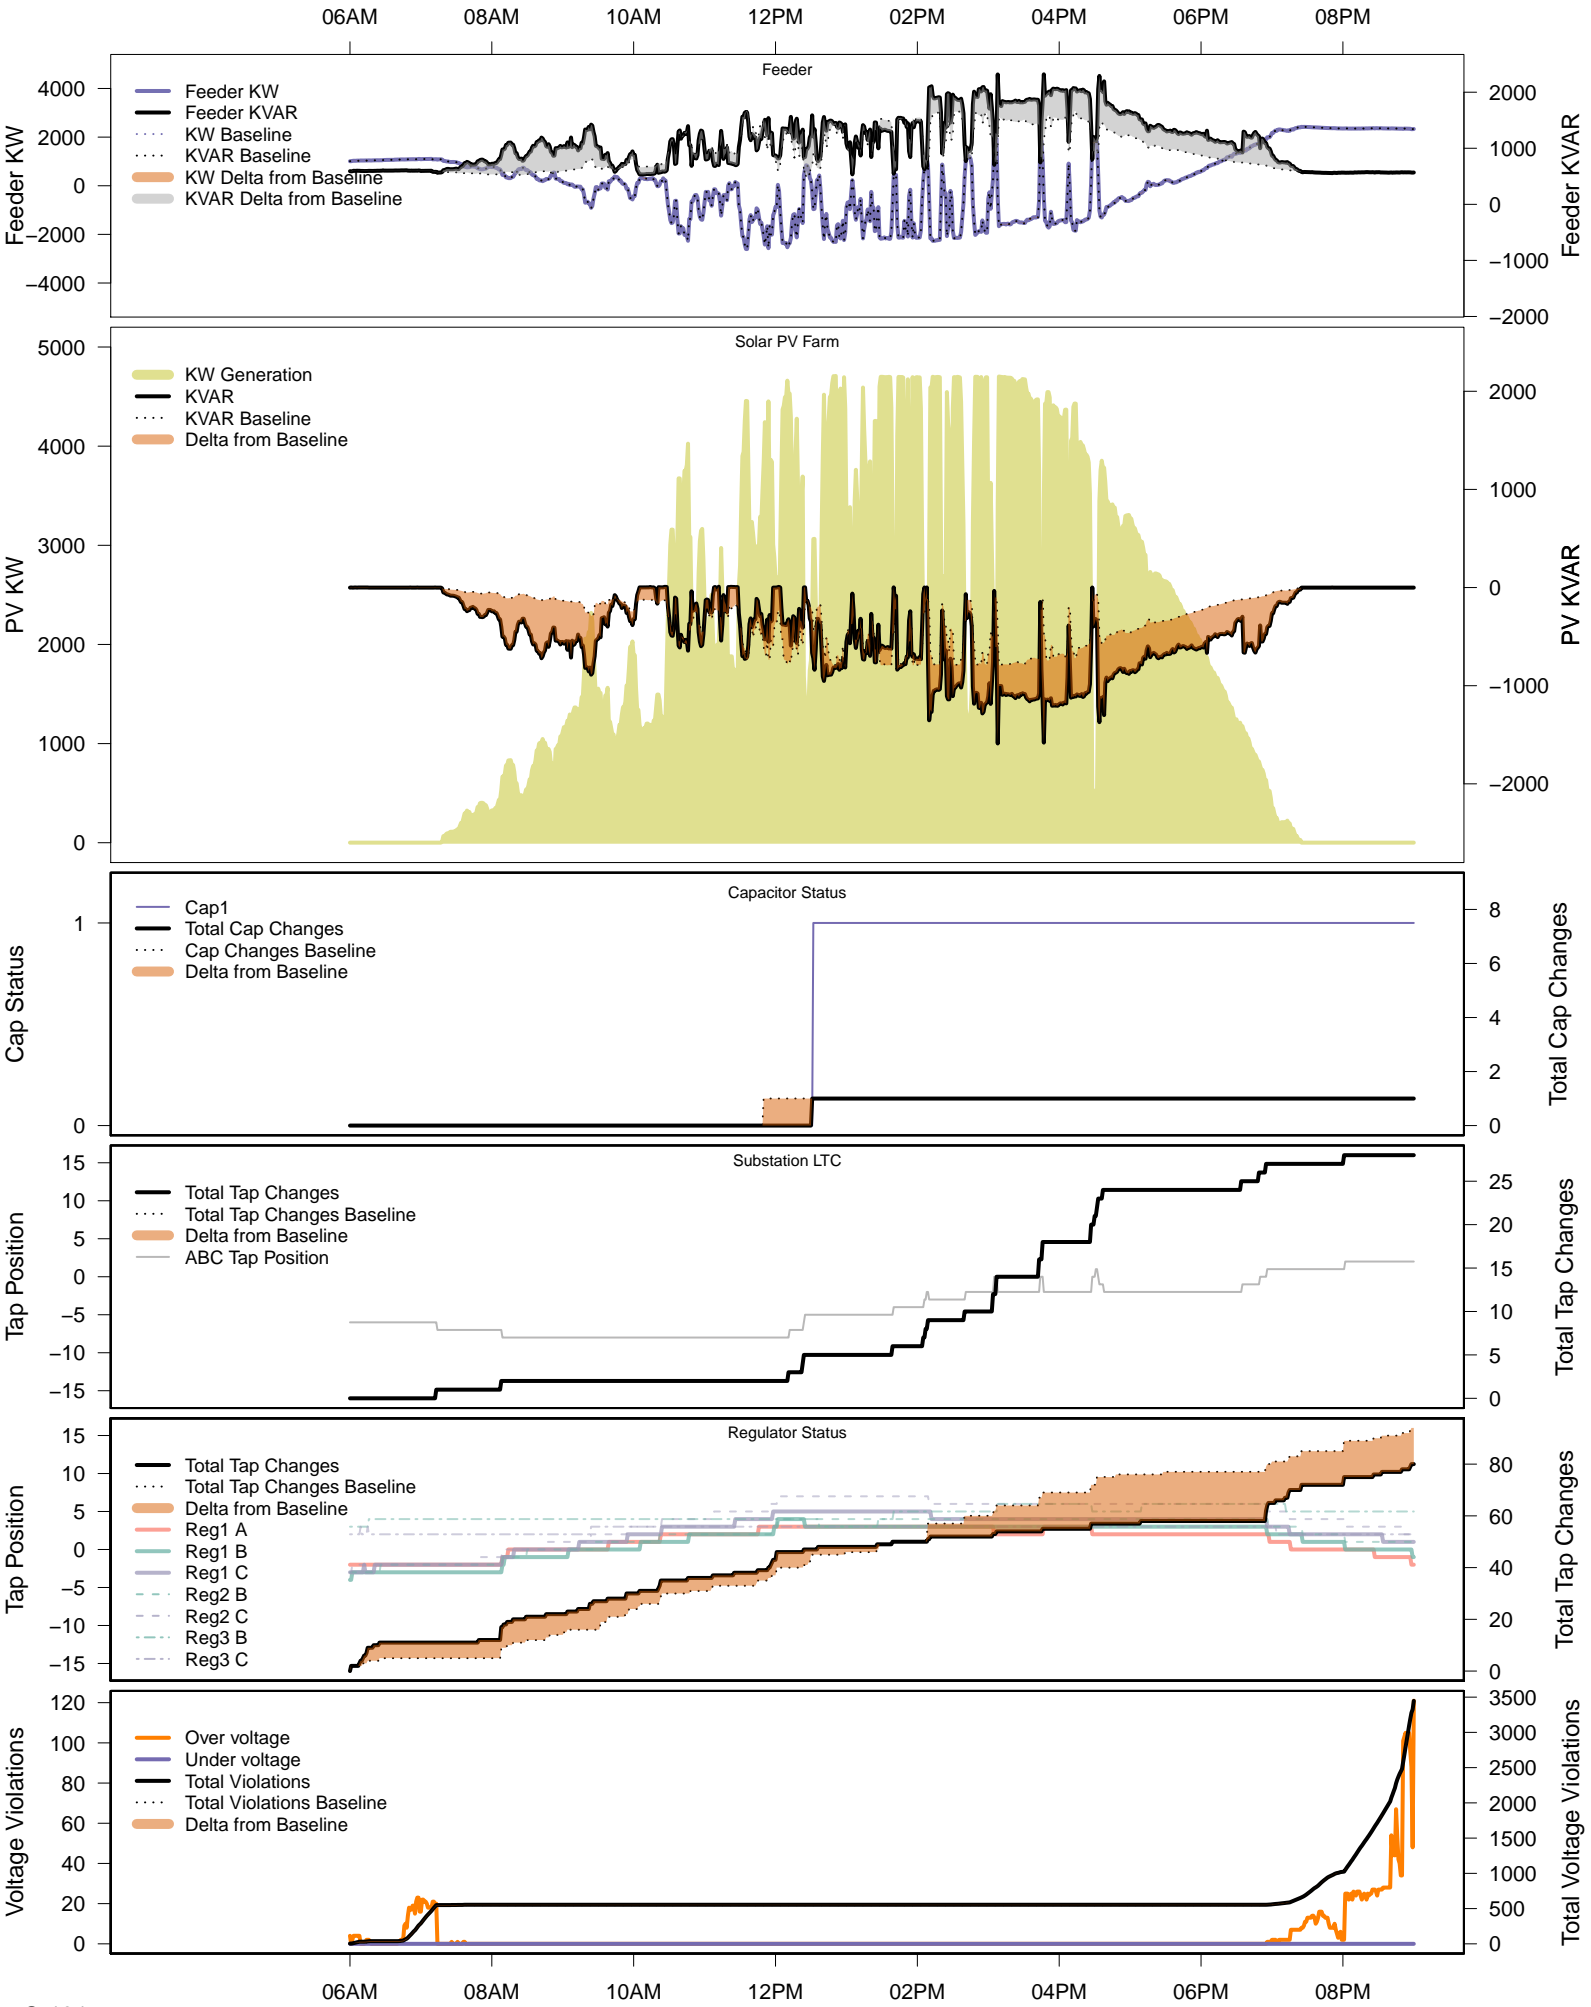 06AM 08AM 10AM 12PM 02PM 04PM 06PM 08PM
Feeder
Feeder KW
Feeder KVAR
KW Baseline
KVAR Baseline
KW Delta from Baseline
KVAR Delta from Baseline
4000
2000
0
−2000
−4000
Feeder KW
2000
1000
0
−1000
−2000
Feeder KVAR
Solar PV Farm
KW Generation
KVAR
KVAR Baseline
Delta from Baseline
5000
4000
3000
2000
1000
0
PV KW
2000
1000
0
−1000
−2000
PV KVAR
Capacitor Status
Cap1
Total Cap Changes
Cap Changes Baseline
Delta from Baseline
1
0
Cap Status
8
6
4
2
0
Total Cap Changes
Substation LTC
Total Tap Changes
Total Tap Changes Baseline
Delta from Baseline
ABC Tap Position
15
10
5
0
−5
−10
−15
Tap Position
25
20
15
10
5
0
Total Tap Changes
Regulator Status
Total Tap Changes
Total Tap Changes Baseline
Delta from Baseline
Reg1 A
Reg1 B
Reg1 C
Reg2 B
Reg2 C
Reg3 B
Reg3 C
15
10
5
0
−5
−10
−15
Tap Position
80
60
40
20
0
Total Tap Changes
Over voltage
Under voltage
Total Violations
Total Violations Baseline
Delta from Baseline
120
100
80
60
40
20
0
Voltage Violations
3500
3000
2500
2000
1500
1000
500
0
Total Voltage Violations
06AM 08AM 10AM 12PM 02PM 04PM 06PM 08PM